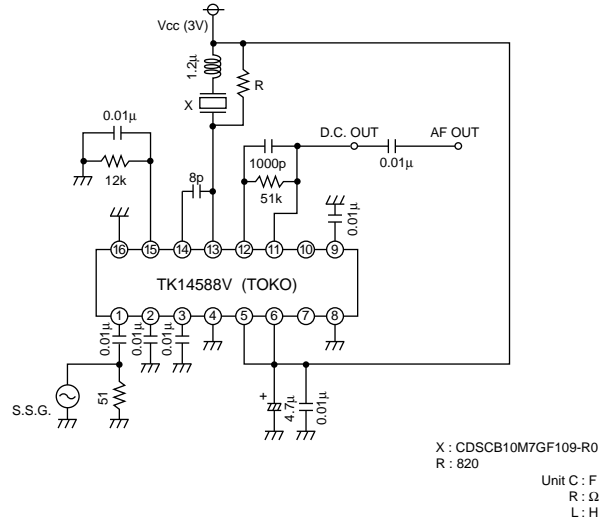 Vcc (3V)
1.2μ
R
X
0.01μ
D.C. OUT
AF OUT
12k
8p
1000p
51k
0.01μ
0.01μ
16
15
14
13
12
11
10
9
TK14588V (TOKO)
1
2
3
4
5
6
7
8
0.01μ
0.01μ
0.01μ
S.S.G.
51
+
4.7μ
0.01μ
X : CDSCB10M7GF109-R0
R : 820
Unit C : F
R : Ω
L : H